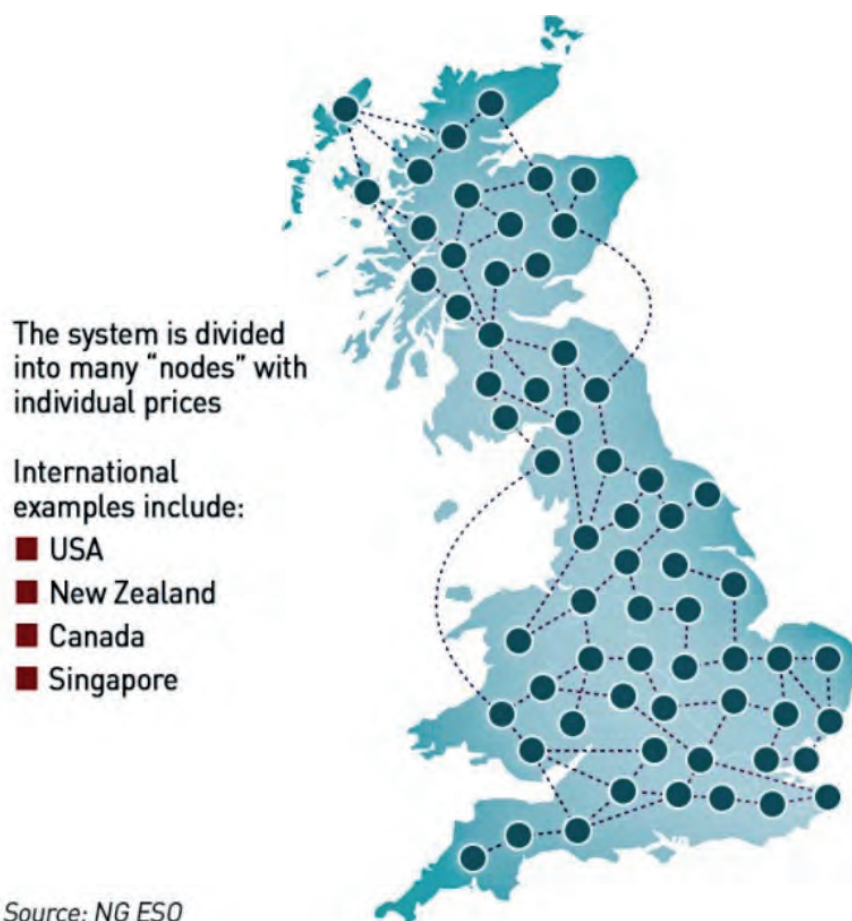 The system is divided
into many “nodes” with
individual prices
International
examples include:
USA
New Zealand
Canada
Singapore
Source: NG ESO